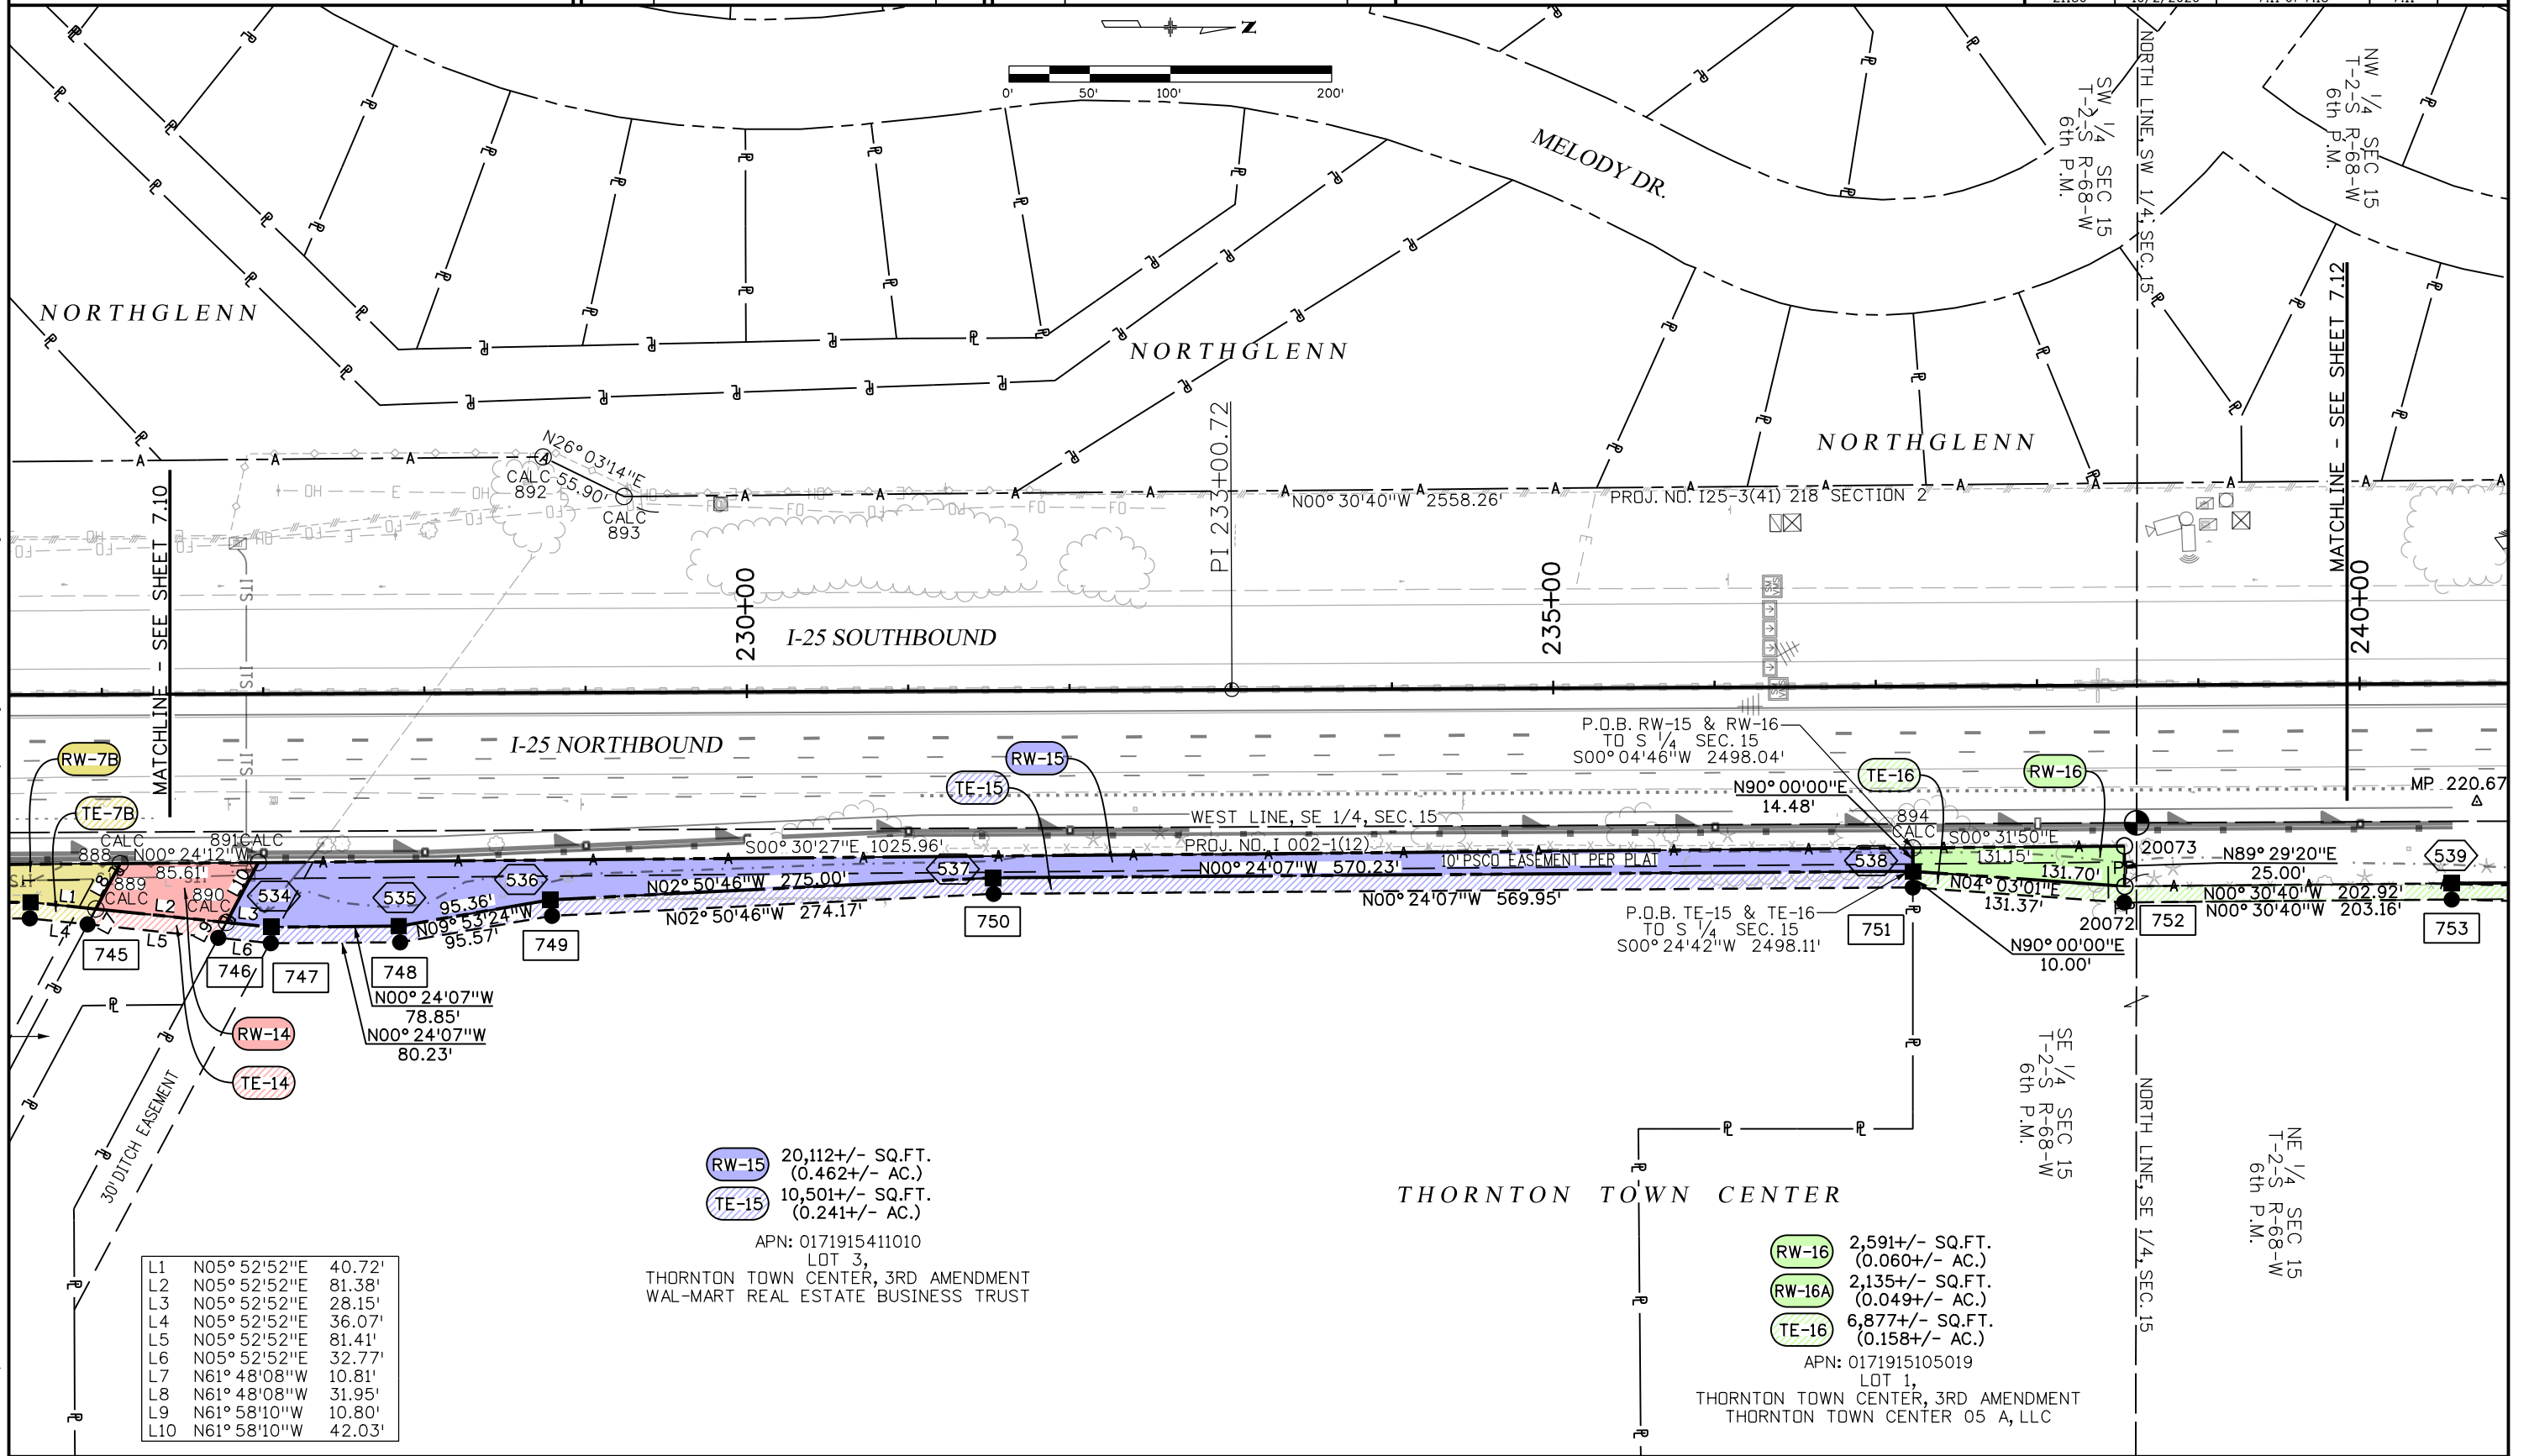 N
0' 50' 100' 200'
MELODY DR.
NORTH LINE, SW 1/4, SEC. 15
SW 1/4 SEC 15
T-2-S R-68-W
6th P.M.
NW 1/4 SEC 15
T-2-S R-68-W
6th P.M.
NORTHGLENN
NORTHGLENN
NORTHGLENN
MATCHLINE - SEE SHEET 7.10
MATCHLINE - SEE SHEET 7.12
N26°03'14"E
55.90'
CALC
892
CALC
893
PI 233+00.72
N00°30'40"W 2558.26'
PROJ. NO. I25-3(41) 218 SECTION 2
230+00
235+00
240+00
I-25 SOUTHBOUND
I-25 NORTHBOUND
ITS
ITS
ITS
RW-7B
TE-7B
TE-15
RW-15
P.O.B. RW-15 & RW-16
TO S 1/4 SEC. 15
S00°04'46"W 2498.04'
N90°00'00"E
14.48'
TE-16
RW-16
MP 220.67
WEST LINE, SE 1/4, SEC. 15
S00°30'27"E 1025.96'
PROJ. NO. I 002-1(12)
10' PSCO EASEMENT PER PLAT
CALC
888
N00°24'12"W
85.61'
891 CALC
889
CALC
890
CALC
894
CALC
S00°31'50"E
131.15'
131.70'
N04°03'01"E
131.37'
20073
20072
N89°29'20"E
25.00'
N00°30'40"W 202.92'
N00°30'40"W 203.16'
534
535
536
537
538
539
L1
L2
L3
L4
L5
L6
L7
L8
L9
L10
95.36'
N09°53'24"W
95.57'
N02°50'46"W 275.00'
N02°50'46"W 274.17'
N00°24'07"W 570.23'
N00°24'07"W 569.95'
745
746
747
748
749
750
751
752
753
P.O.B. TE-15 & TE-16
TO S 1/4 SEC. 15
S00°24'42"W 2498.11'
N90°00'00"E
10.00'
N00°24'07"W
78.85'
N00°24'07"W
80.23'
RW-14
TE-14
30' DITCH EASEMENT
SE 1/4 SEC 15
T-2-S R-68-W
6th P.M.
NORTH LINE, SE 1/4, SEC. 15
NE 1/4 SEC 15
T-2-S R-68-W
6th P.M.
THORNTON TOWN CENTER
RW-15 20,112+/- SQ.FT.
(0.462+/- AC.)
TE-15 10,501+/- SQ.FT.
(0.241+/- AC.)
APN: 0171915411010
LOT 3,
THORNTON TOWN CENTER, 3RD AMENDMENT
WAL-MART REAL ESTATE BUSINESS TRUST
RW-16 2,591+/- SQ.FT.
(0.060+/- AC.)
RW-16A 2,135+/- SQ.FT.
(0.049+/- AC.)
TE-16 6,877+/- SQ.FT.
(0.158+/- AC.)
APN: 0171915105019
LOT 1,
THORNTON TOWN CENTER, 3RD AMENDMENT
THORNTON TOWN CENTER 05 A, LLC
L1 N05°52'52"E 40.72'
L2 N05°52'52"E 81.38'
L3 N05°52'52"E 28.15'
L4 N05°52'52"E 36.07'
L5 N05°52'52"E 81.41'
L6 N05°52'52"E 32.77'
L7 N61°48'08"W 10.81'
L8 N61°48'08"W 31.95'
L9 N61°58'10"W 10.80'
L10 N61°58'10"W 42.03'